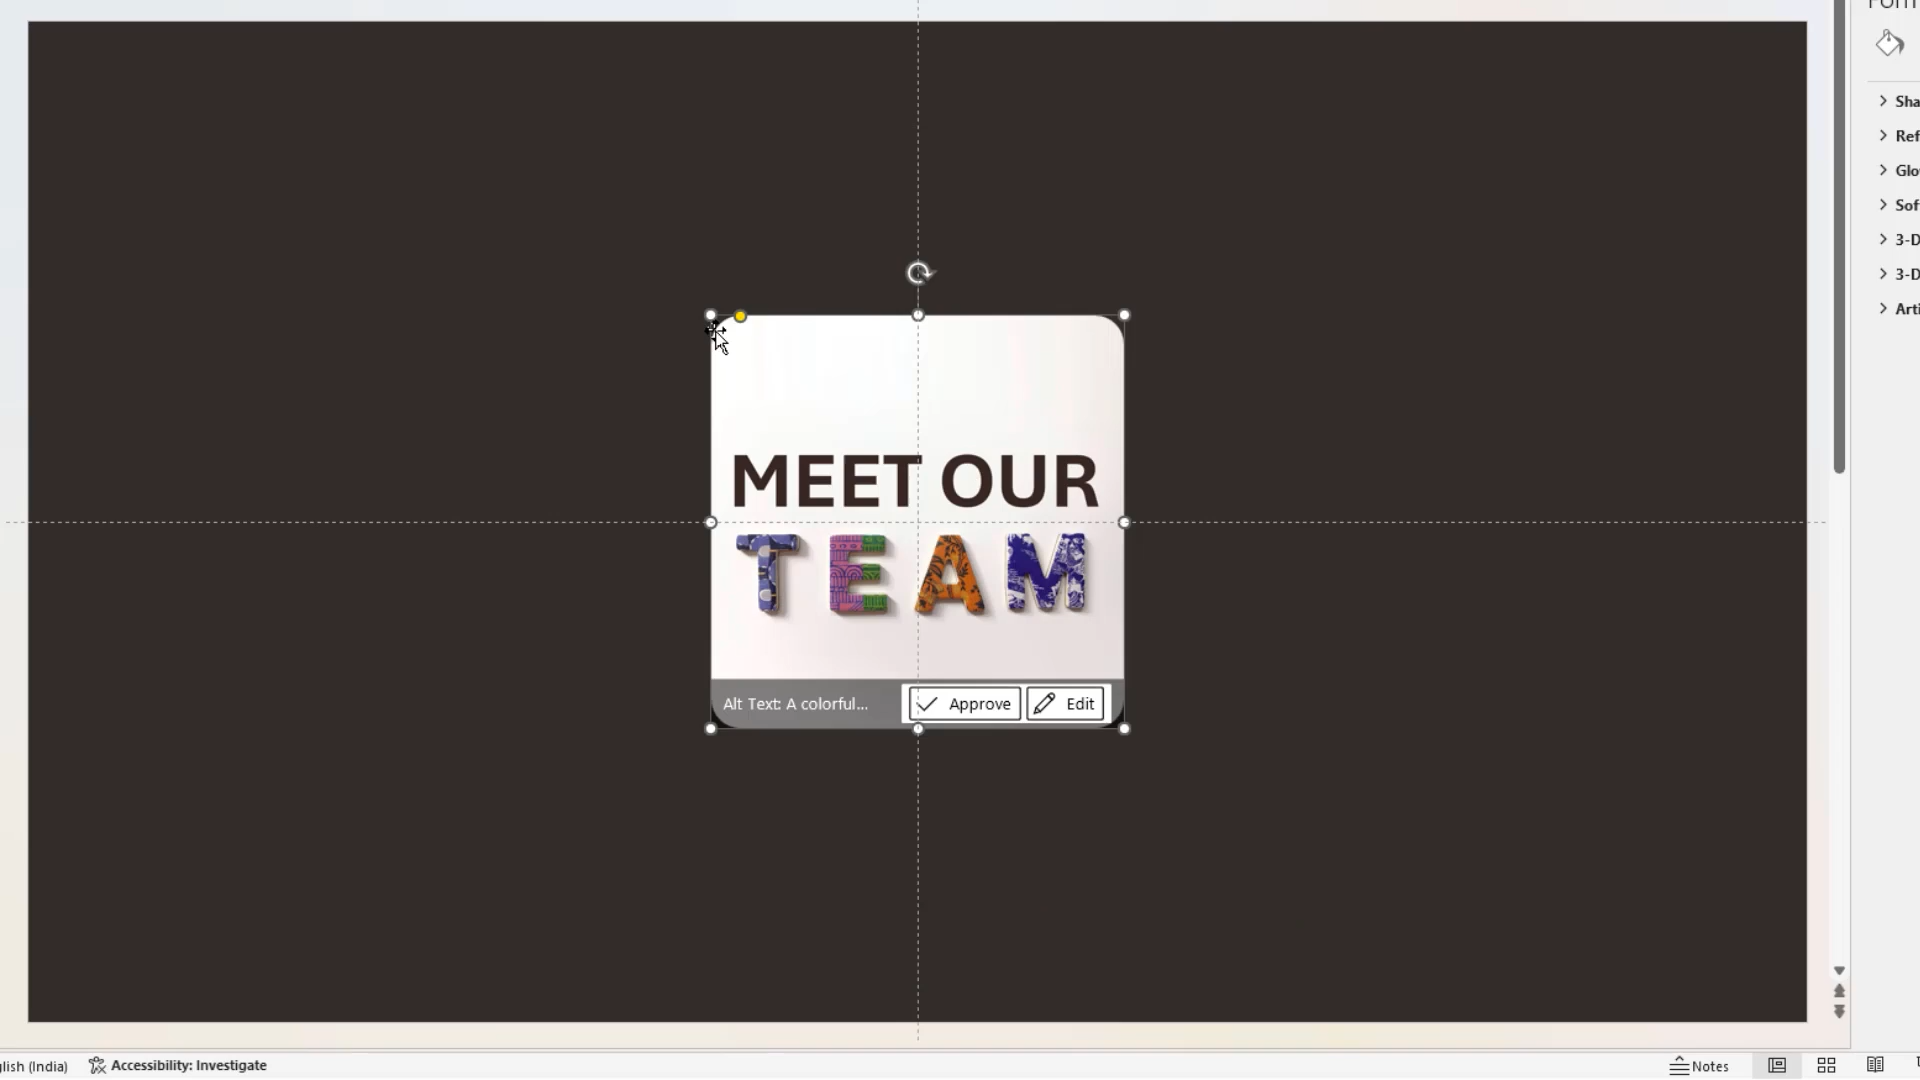 Sha
Ref
Glo
Sof
3-D
3-D
Arti
MEET OUR
TEAM
Alt Text: A colorful...
Approve
Edit
glish (India)
Accessibility: Investigate
Notes